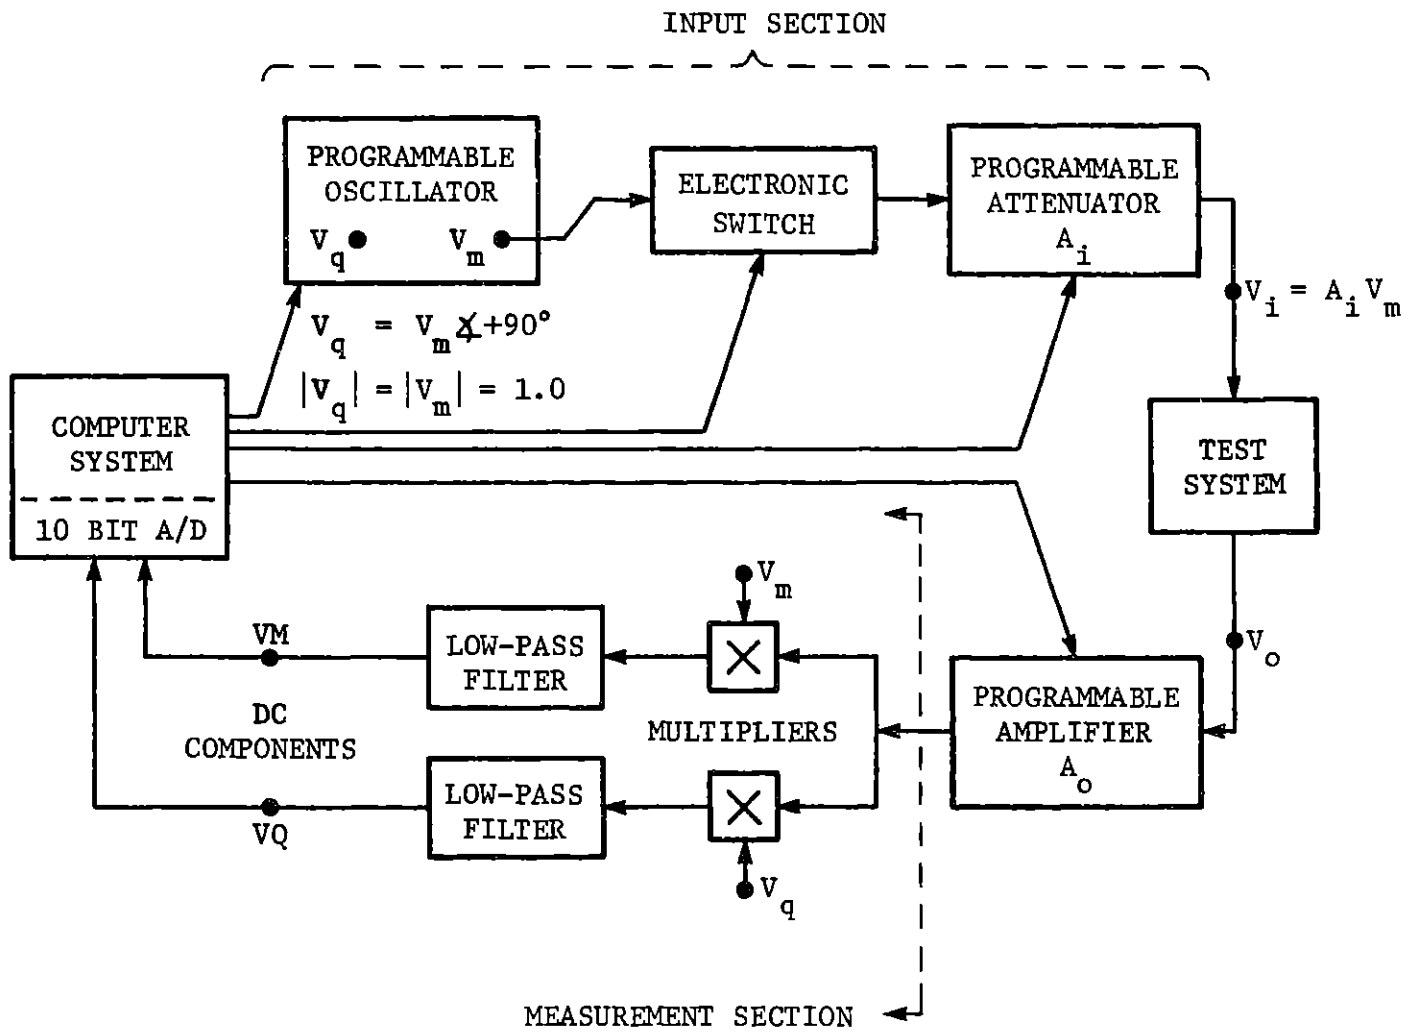 INPUT SECTION
PROGRAMMABLE
OSCILLATOR
V_q V_m
ELECTRONIC
SWITCH
PROGRAMMABLE
ATTENUATOR
A_i
V_i = A_i V_m
V_q = V_m ∡+90°
|V_q| = |V_m| = 1.0
COMPUTER
SYSTEM
10 BIT A/D
TEST
SYSTEM
V_m
V_o
VM
LOW-PASS
FILTER
DC
COMPONENTS
MULTIPLIERS
PROGRAMMABLE
AMPLIFIER
A_o
LOW-PASS
FILTER
VQ
V_q
MEASUREMENT SECTION